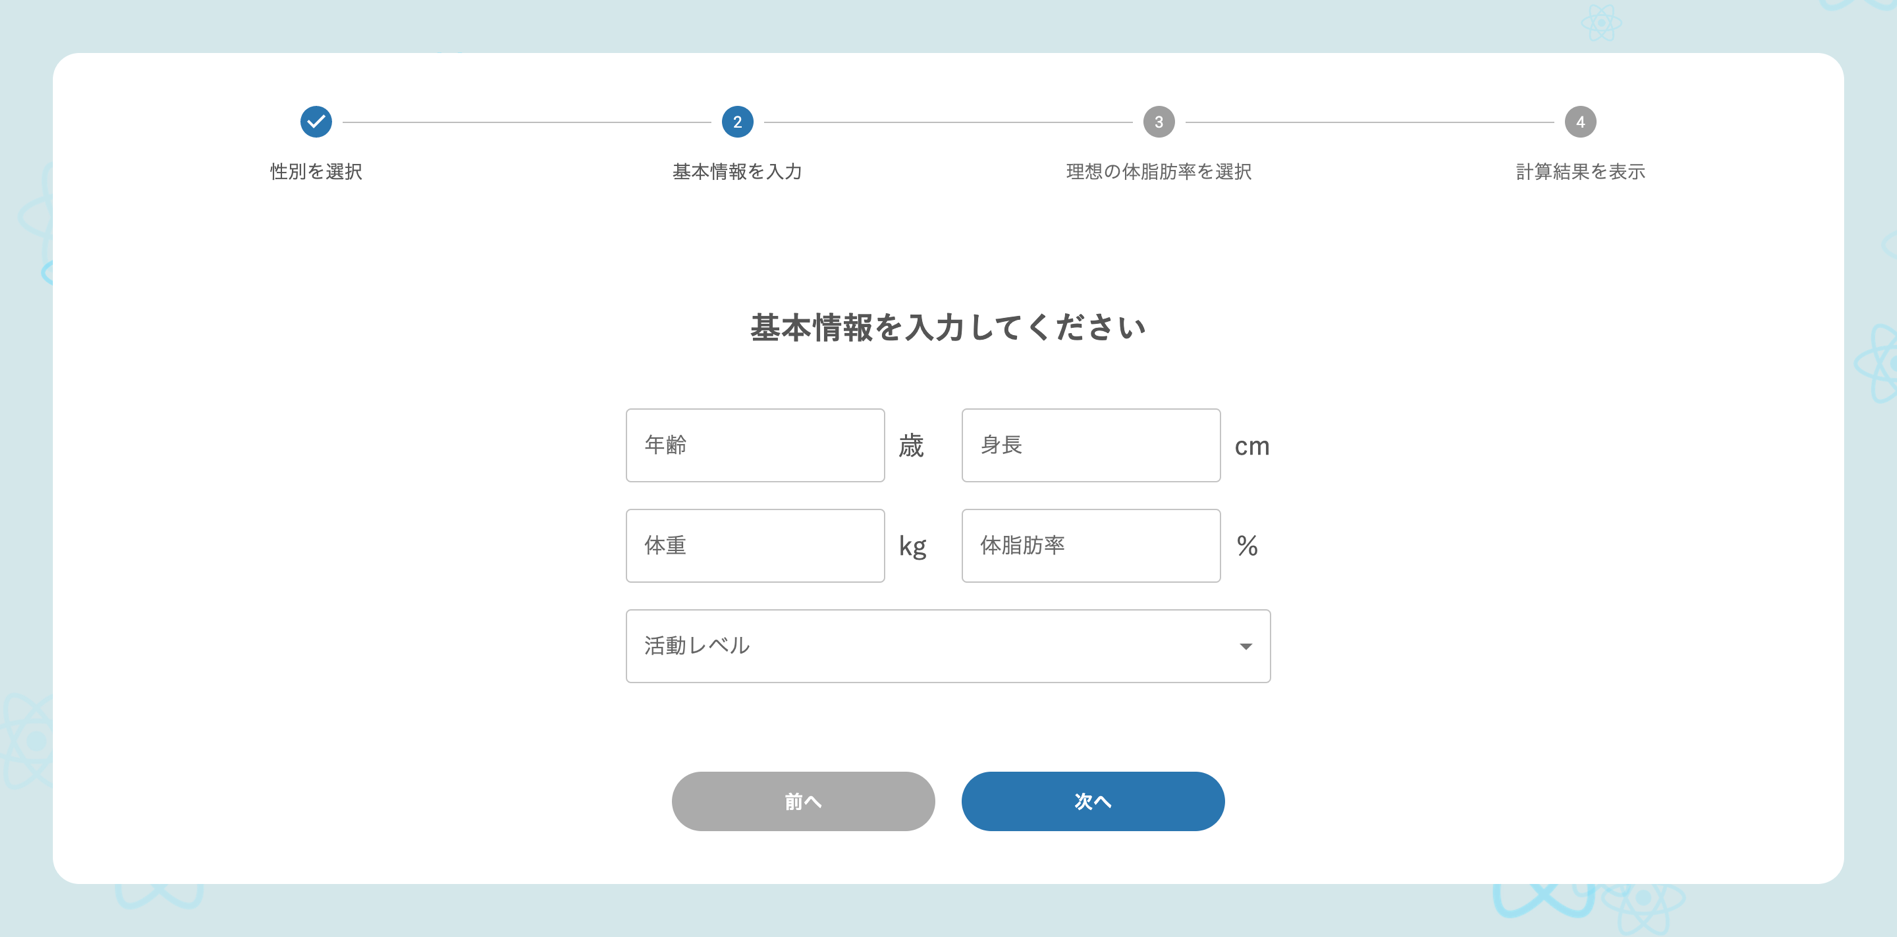 2
3
4
性別を選択
基本情報を入力
理想の体脂肪率を選択
計算結果を表示
基本情報を入力してください
年齢 歳 身長 cm
体重 kg 体脂肪率 %
活動レベル
前へ 次へ